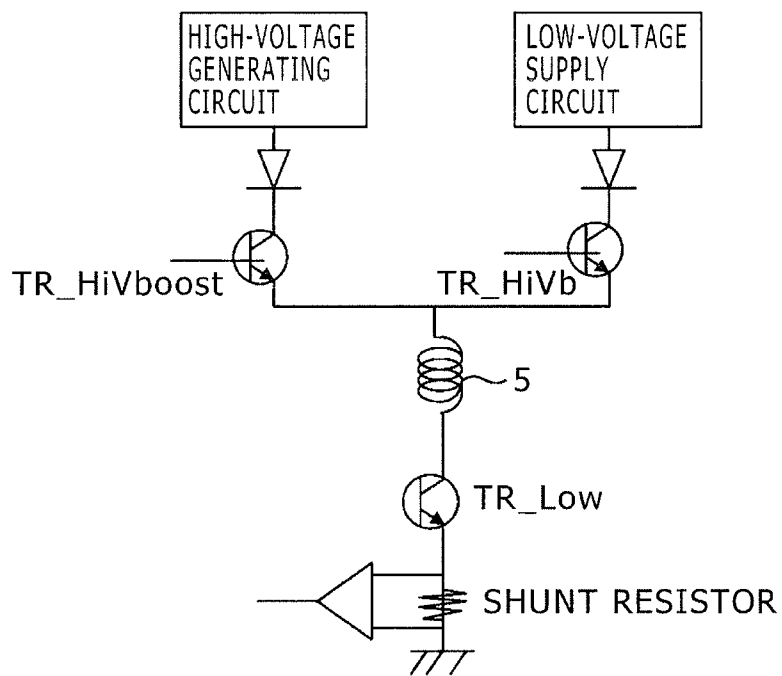 HIGH-VOLTAGE
GENERATING
CIRCUIT
LOW-VOLTAGE
SUPPLY
CIRCUIT
TR_HiVboost
TR_HiVb
5
TR_Low
SHUNT RESISTOR